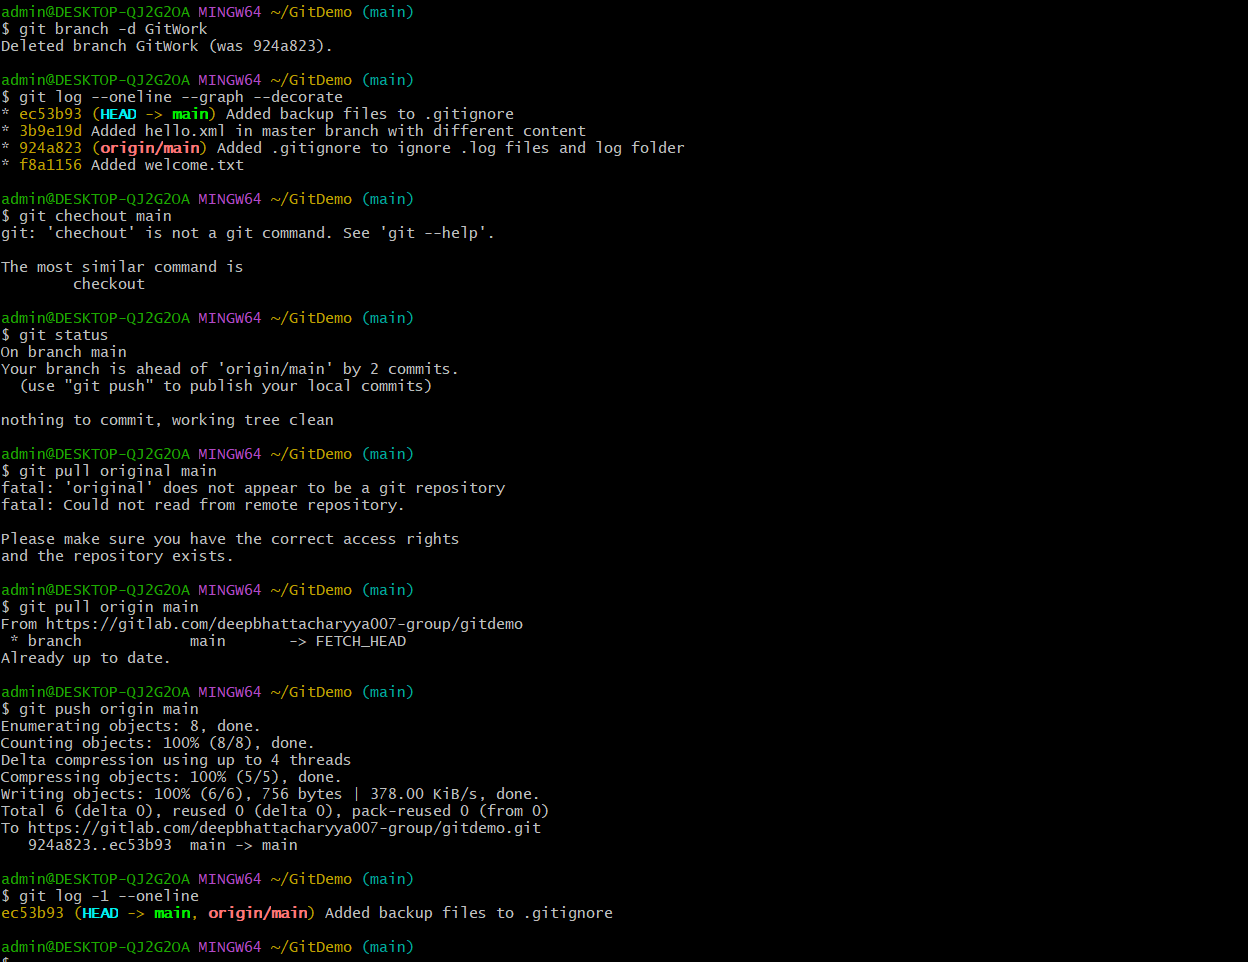 admin@DESKTOP-QJ2G2OA MINGW64 ~/GitDemo (main)
$ git branch -d GitWork
Deleted branch GitWork (was 924a823).

admin@DESKTOP-QJ2G2OA MINGW64 ~/GitDemo (main)
$ git log --oneline --graph --decorate
* ec53b93 (HEAD -> main) Added backup files to .gitignore
* 3b9e19d Added hello.xml in master branch with different content
* 924a823 (origin/main) Added .gitignore to ignore .log files and log folder
* f8a1156 Added welcome.txt

admin@DESKTOP-QJ2G2OA MINGW64 ~/GitDemo (main)
$ git chechout main
git: 'chechout' is not a git command. See 'git --help'.

The most similar command is
        checkout

admin@DESKTOP-QJ2G2OA MINGW64 ~/GitDemo (main)
$ git status
On branch main
Your branch is ahead of 'origin/main' by 2 commits.
  (use "git push" to publish your local commits)

nothing to commit, working tree clean

admin@DESKTOP-QJ2G2OA MINGW64 ~/GitDemo (main)
$ git pull original main
fatal: 'original' does not appear to be a git repository
fatal: Could not read from remote repository.

Please make sure you have the correct access rights
and the repository exists.

admin@DESKTOP-QJ2G2OA MINGW64 ~/GitDemo (main)
$ git pull origin main
From https://gitlab.com/deepbhattacharyya007-group/gitdemo
 * branch            main       -> FETCH_HEAD
Already up to date.

admin@DESKTOP-QJ2G2OA MINGW64 ~/GitDemo (main)
$ git push origin main
Enumerating objects: 8, done.
Counting objects: 100% (8/8), done.
Delta compression using up to 4 threads
Compressing objects: 100% (5/5), done.
Writing objects: 100% (6/6), 756 bytes | 378.00 KiB/s, done.
Total 6 (delta 0), reused 0 (delta 0), pack-reused 0 (from 0)
To https://gitlab.com/deepbhattacharyya007-group/gitdemo.git
   924a823..ec53b93  main -> main

admin@DESKTOP-QJ2G2OA MINGW64 ~/GitDemo (main)
$ git log -1 --oneline
ec53b93 (HEAD -> main, origin/main) Added backup files to .gitignore

admin@DESKTOP-QJ2G2OA MINGW64 ~/GitDemo (main)
$